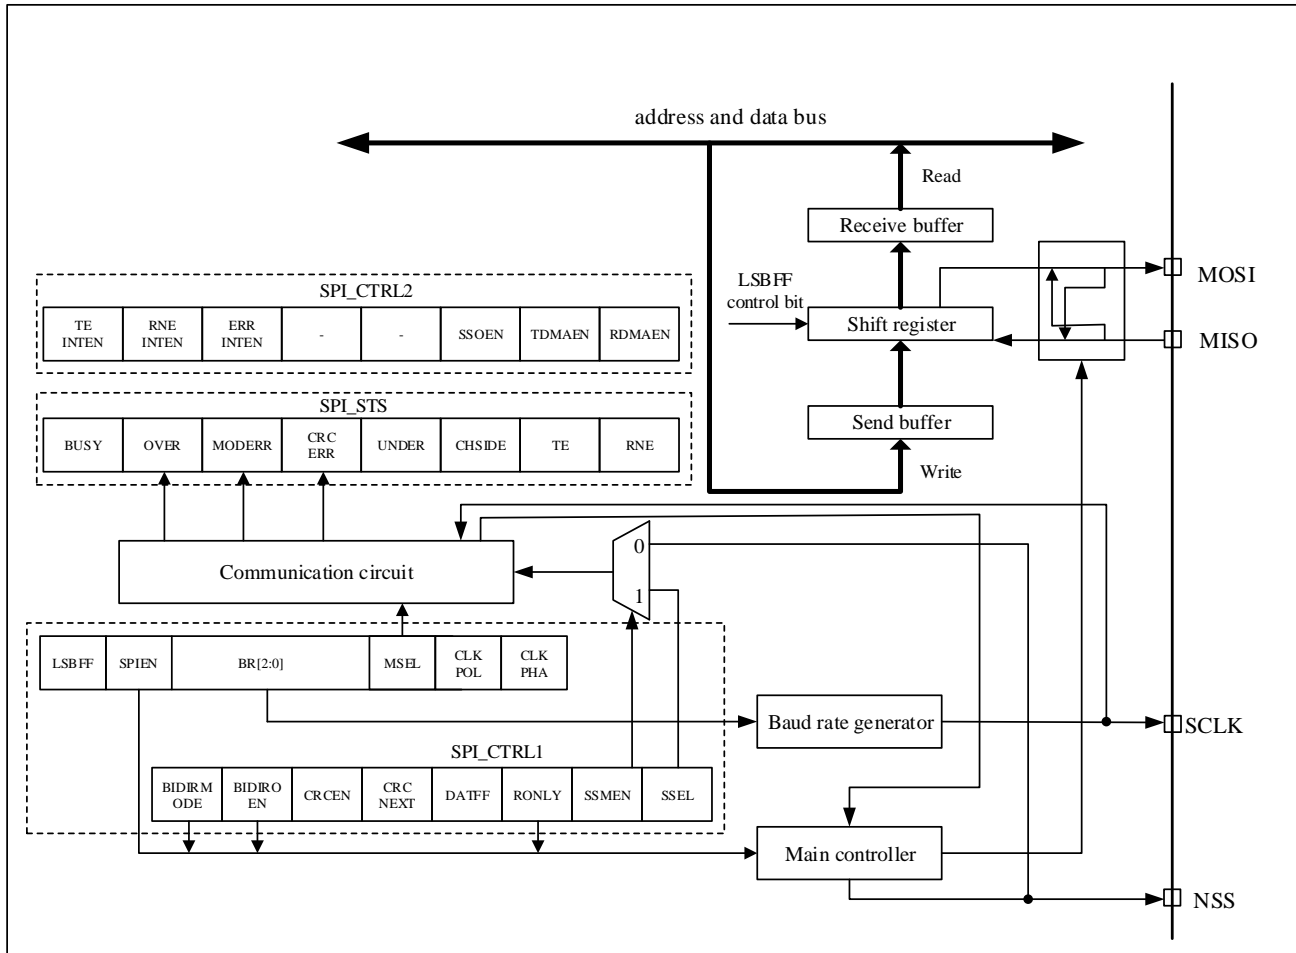 address and data bus
Read
Receive buffer
LSBFF
control bit
Shift register
MOSI
MISO
Send buffer
Write
SPI_CTRL2
TE
INTEN
RNE
INTEN
ERR
INTEN
-
-
SSOEN
TDMAEN
RDMAEN
SPI_STS
BUSY
OVER
MODERR
CRC
ERR
UNDER
CHSIDE
TE
RNE
Communication circuit
0
1
LSBFF
SPIEN
BR[2:0]
MSEL
CLK
POL
CLK
PHA
Baud rate generator
SCLK
SPI_CTRL1
BIDIRM
ODE
BIDIRO
EN
CRCEN
CRC
NEXT
DATFF
RONLY
SSMEN
SSEL
Main controller
NSS